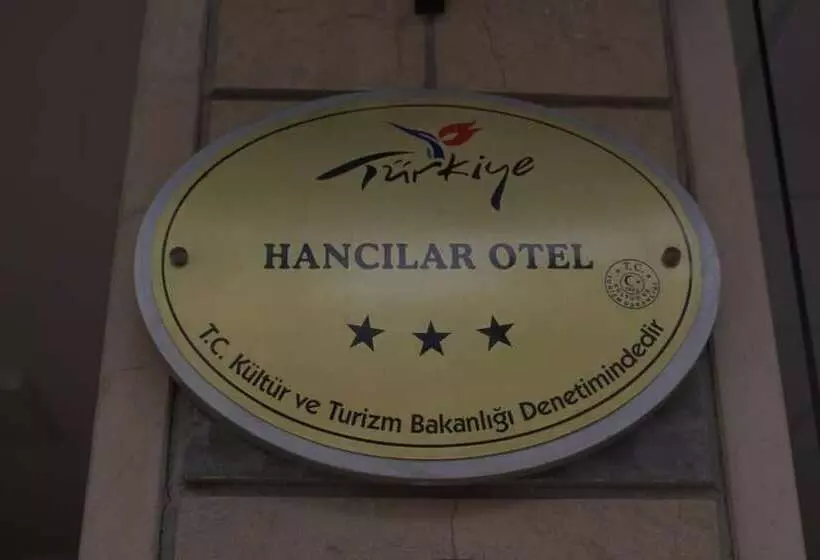 Türkiye
HANCILAR OTEL
T.C.
T.C. Kültür ve Turizm Bakanlığı Denetimindedir